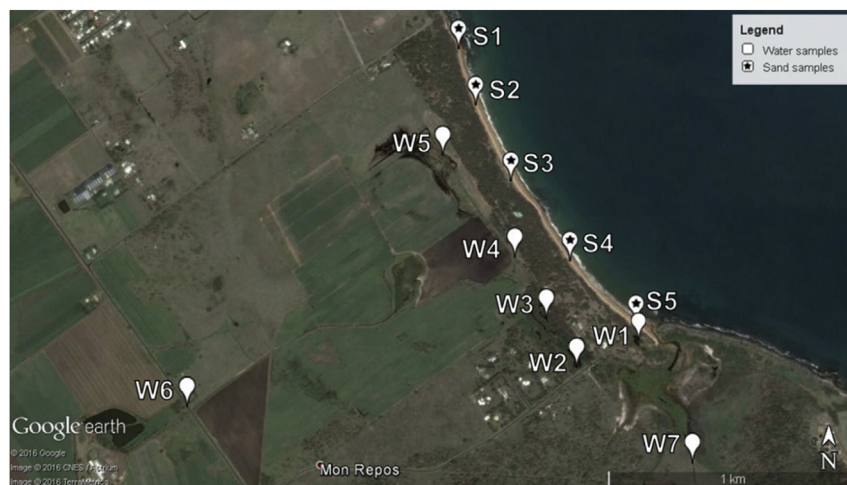 S1
Legend
Water samples
Sand samples
S2
W5
S3
W4
S4
W3
S5
W1
W2
W6
Google earth
© 2016 Google
Image © 2016 CNES / Astrium
Image © 2016 TerraMetrics
Mon Repos
W7
1 km
N